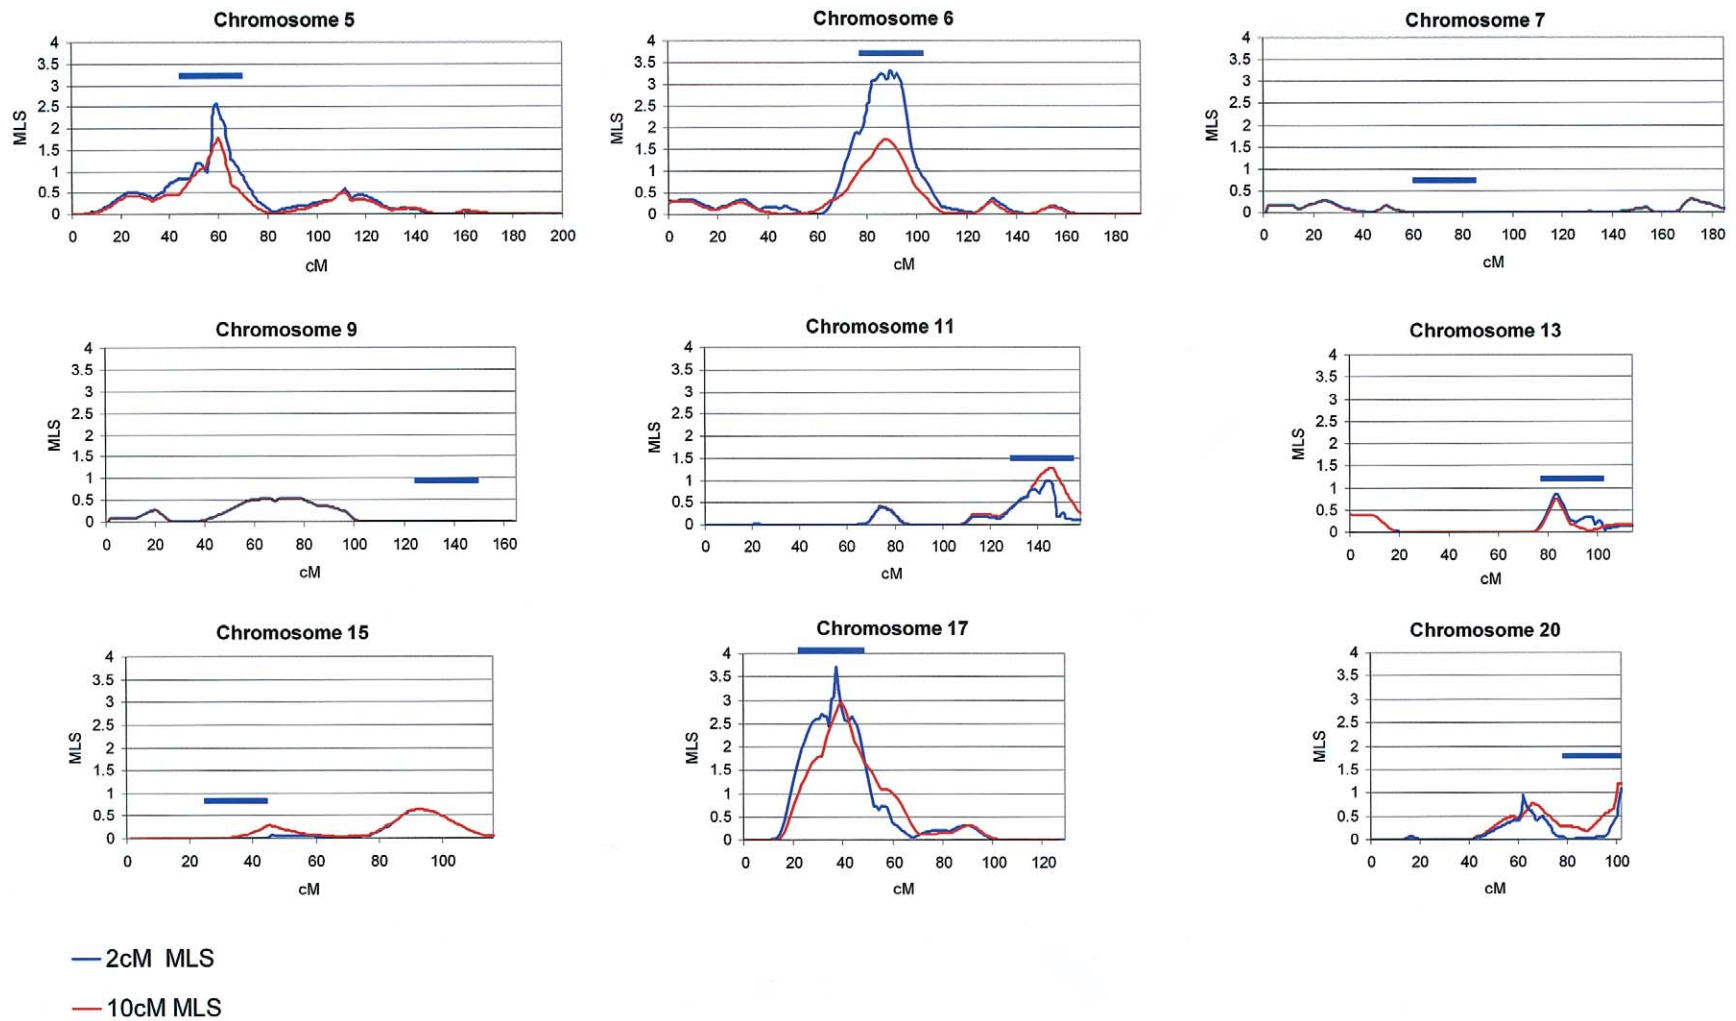 Chromosome 5
4
3.5
3
2.5
2
1.5
1
0.5
0
MLS
0 20 40 60 80 100 120 140 160 180 200
cM
Chromosome 6
4
3.5
3
2.5
2
1.5
1
0.5
0
MLS
0 20 40 60 80 100 120 140 160 180
cM
Chromosome 7
4
3.5
3
2.5
2
1.5
1
0.5
0
MLS
0 20 40 60 80 100 120 140 160 180
cM
Chromosome 9
4
3.5
3
2.5
2
1.5
1
0.5
0
MLS
0 20 40 60 80 100 120 140 160
cM
Chromosome 11
4
3.5
3
2.5
2
1.5
1
0.5
0
MLS
0 20 40 60 80 100 120 140
cM
Chromosome 13
4
3.5
3
2.5
2
1.5
1
0.5
0
MLS
0 20 40 60 80 100
cM
Chromosome 15
4
3.5
3
2.5
2
1.5
1
0.5
0
MLS
0 20 40 60 80 100
cM
Chromosome 17
4
3.5
3
2.5
2
1.5
1
0.5
0
MLS
0 20 40 60 80 100 120
cM
Chromosome 20
4
3.5
3
2.5
2
1.5
1
0.5
0
MLS
0 20 40 60 80 100
cM
2cM MLS
10cM MLS